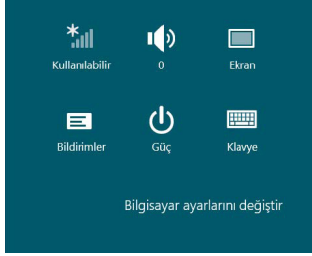 Kullanılabilir
0
Ekran
Bildirimler
Güç
Klavye
Bilgisayar ayarlarını değiştir